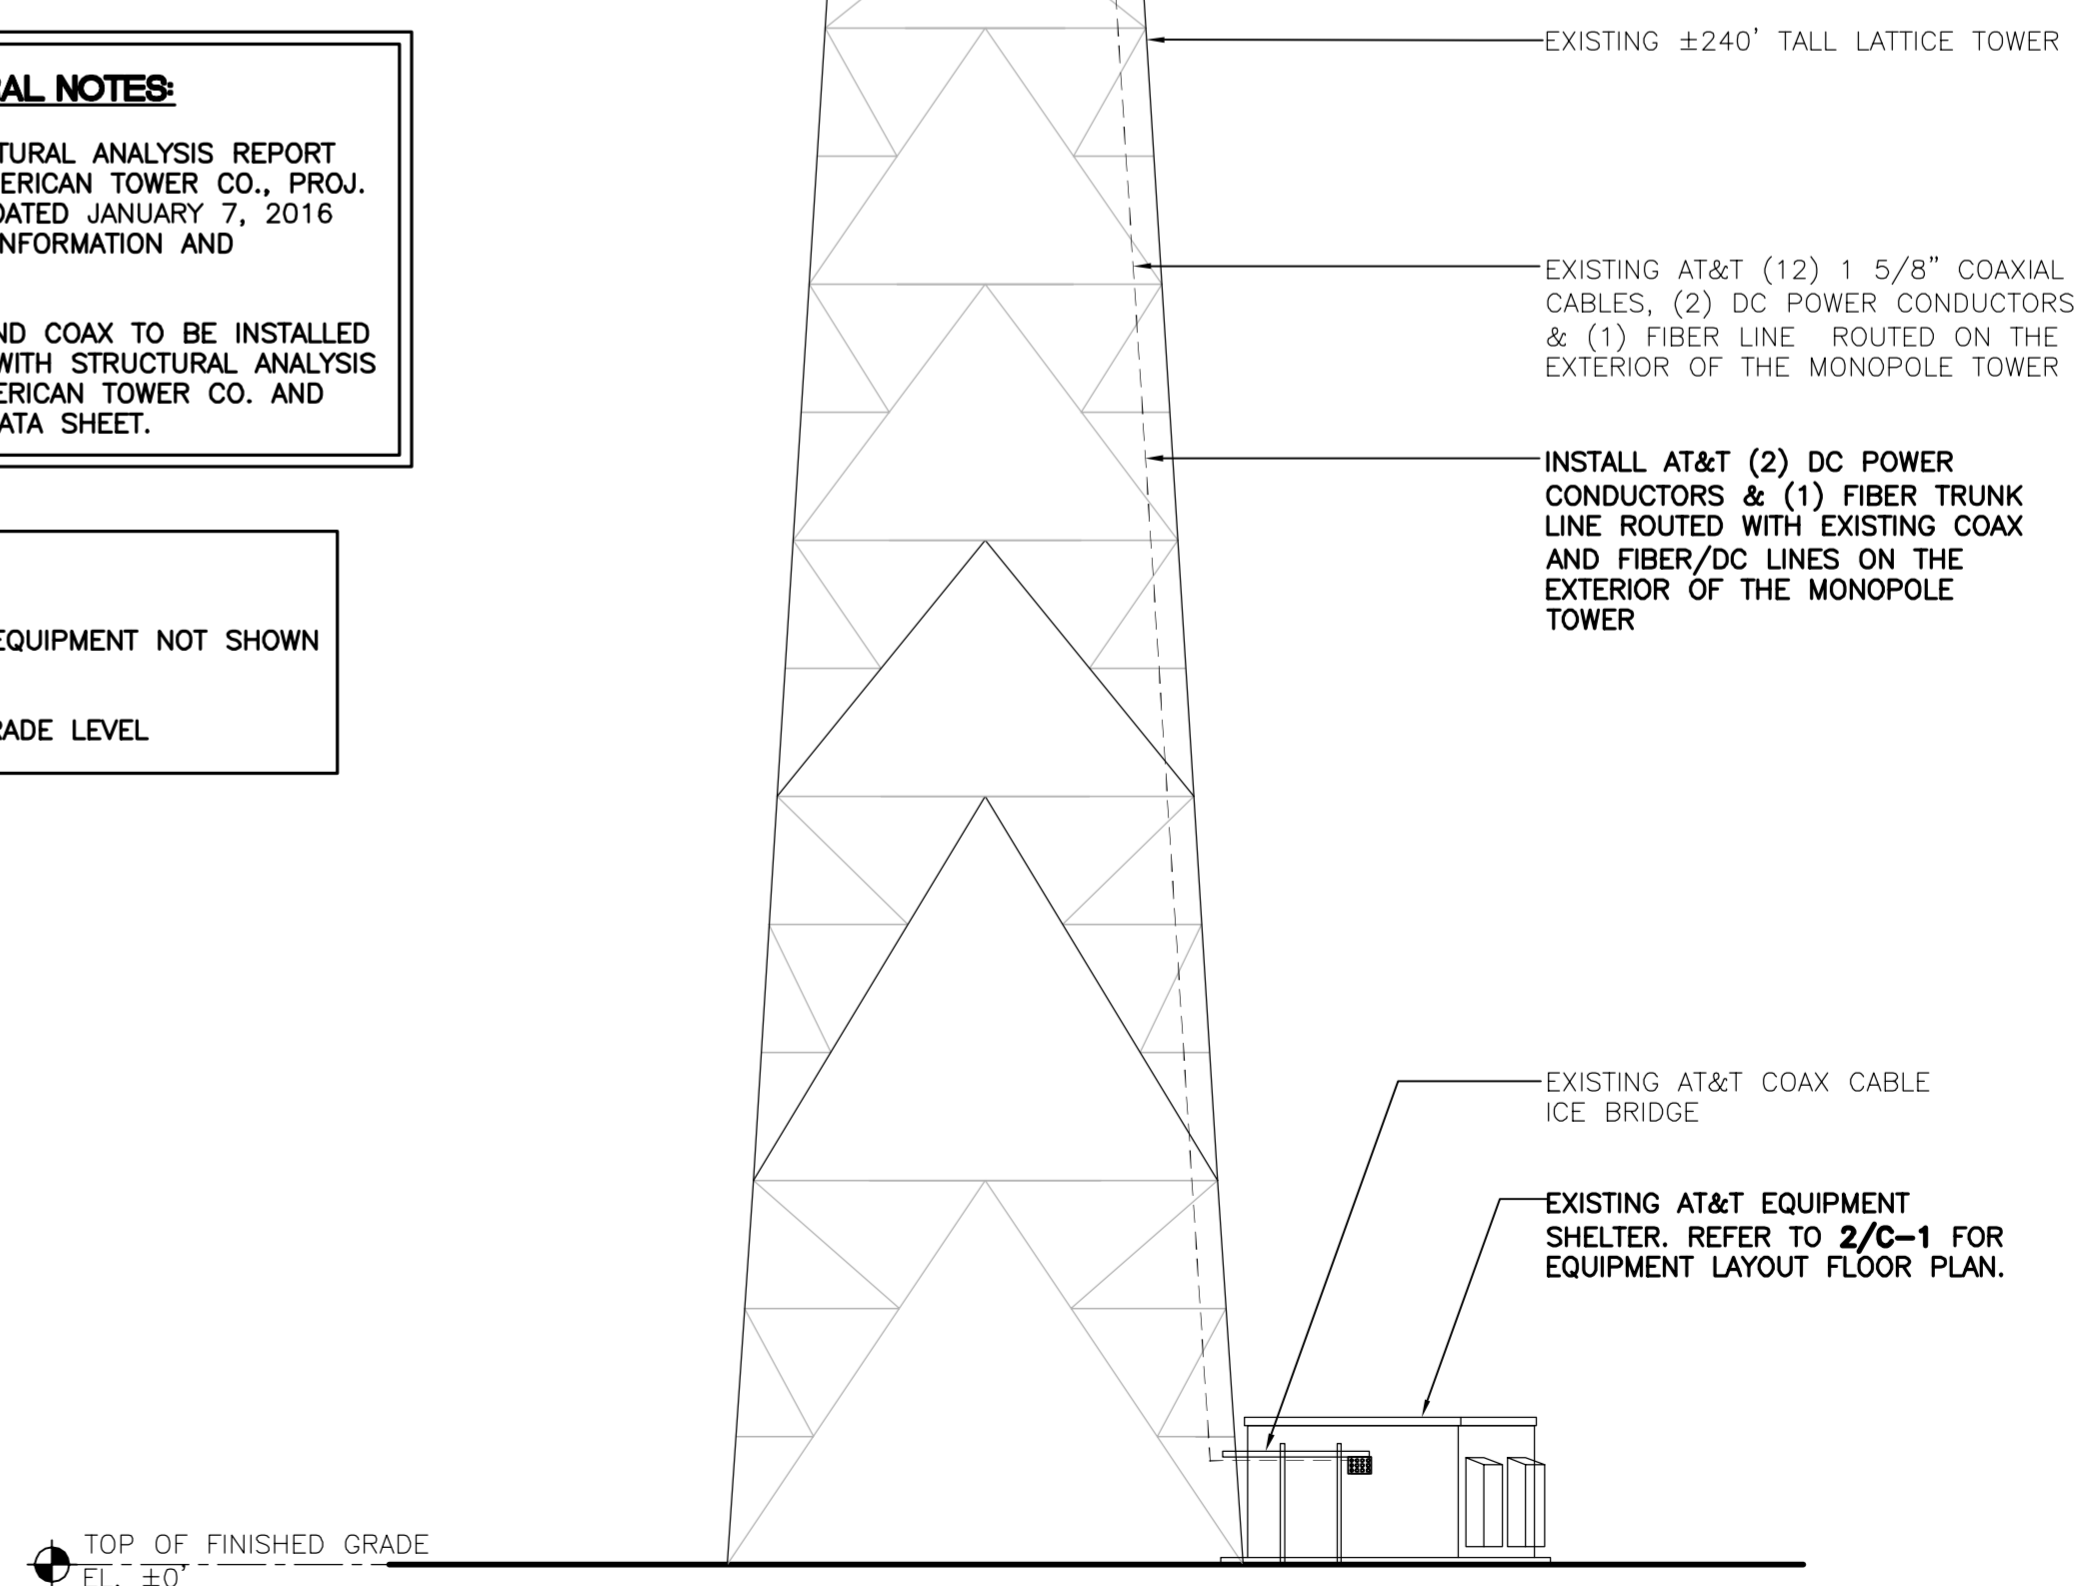 RAL NOTES:
TURAL ANALYSIS REPORT
ERICAN TOWER CO., PROJ.
DATED JANUARY 7, 2016
NFORMATION AND
ND COAX TO BE INSTALLED
WITH STRUCTURAL ANALYSIS
ERICAN TOWER CO. AND
ATA SHEET.
EQUIPMENT NOT SHOWN
RADE LEVEL
EXISTING ±240' TALL LATTICE TOWER
EXISTING AT&T (12) 1 5/8" COAXIAL
CABLES, (2) DC POWER CONDUCTORS
& (1) FIBER LINE ROUTED ON THE
EXTERIOR OF THE MONOPOLE TOWER
INSTALL AT&T (2) DC POWER
CONDUCTORS & (1) FIBER TRUNK
LINE ROUTED WITH EXISTING COAX
AND FIBER/DC LINES ON THE
EXTERIOR OF THE MONOPOLE
TOWER
EXISTING AT&T COAX CABLE
ICE BRIDGE
EXISTING AT&T EQUIPMENT
SHELTER. REFER TO 2/C-1 FOR
EQUIPMENT LAYOUT FLOOR PLAN.
TOP OF FINISHED GRADE
EL. ±0'